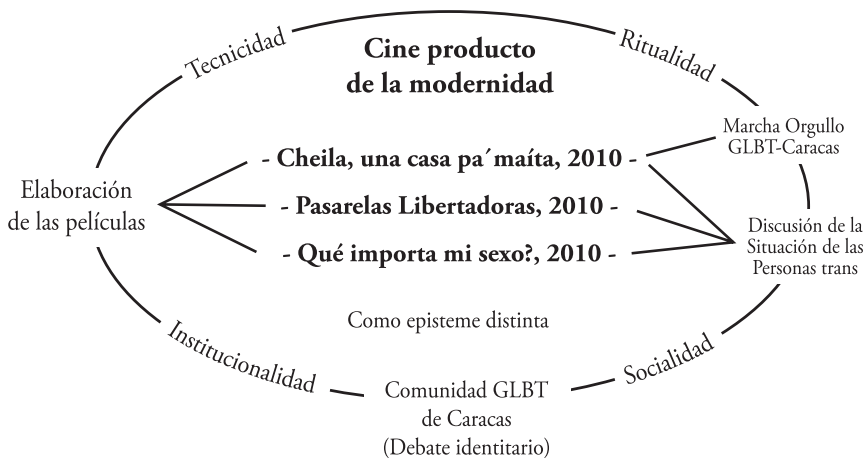 Tecnicidad
Cine producto
de la modernidad
Ritualidad
Marcha Orgullo
GLBT-Caracas
- Cheila, una casa pa´maíta, 2010 -
Elaboración
de las películas
- Pasarelas Libertadoras, 2010 -
Discusión de la
Situación de las
Personas trans
- Qué importa mi sexo?, 2010 -
Como episteme distinta
Institucionalidad
Socialidad
Comunidad GLBT
de Caracas
(Debate identitario)